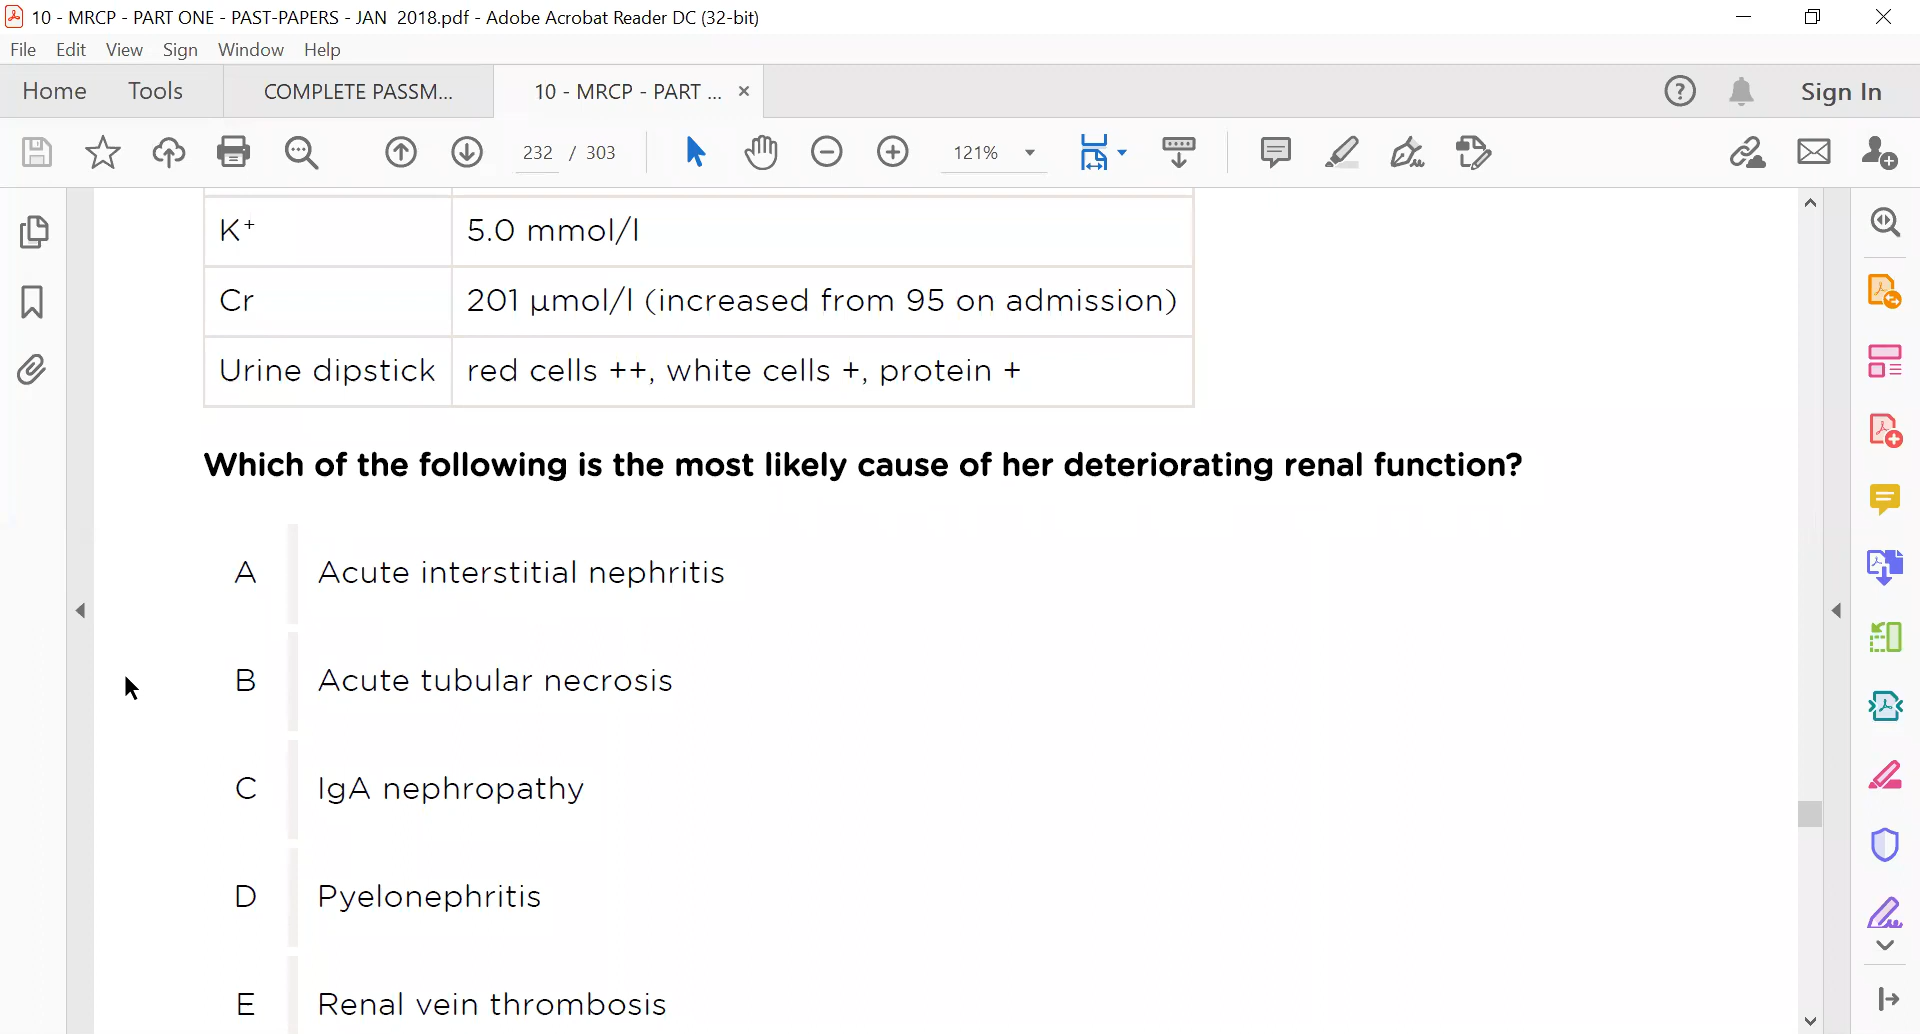 10 - MRCP - PART ONE - PAST-PAPERS - JAN  2018.pdf - Adobe Acrobat Reader DC (32-bit)
File Edit View Sign Window Help
Home Tools COMPLETE PASSM... 10 - MRCP - PART ... × Sign In
232 / 303 121%
K⁺ 5.0 mmol/l
Cr 201 μmol/l (increased from 95 on admission)
Urine dipstick red cells ++, white cells +, protein +
Which of the following is the most likely cause of her deteriorating renal function?
A Acute interstitial nephritis
B Acute tubular necrosis
C IgA nephropathy
D Pyelonephritis
E Renal vein thrombosis